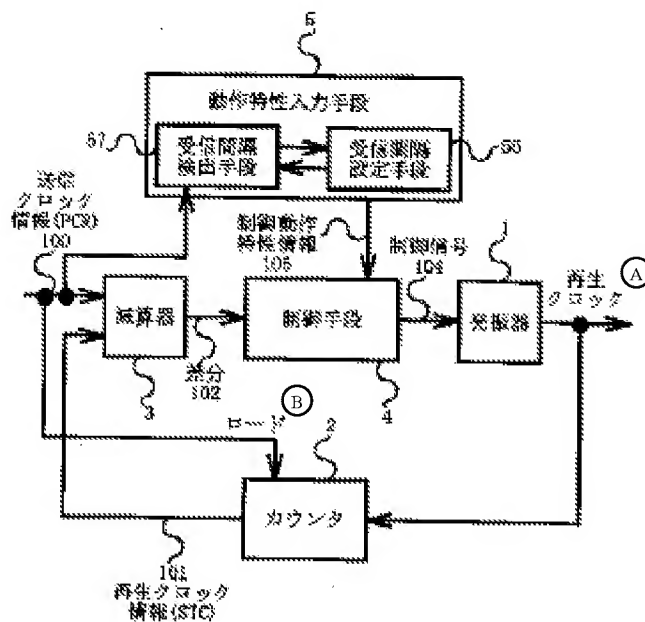 5
動作特性入力手段
57
受信間隔
検出手段
受信間隔
設定手段
56
送信
クロック
情報(PCR)
100
制御動作
特性情報
105
制御信号
104
1
再生
クロック
A
減算器
3
差分
102
制御手段
4
発振器
B
ロード
2
カウンタ
101
再生クロック
情報(STC)